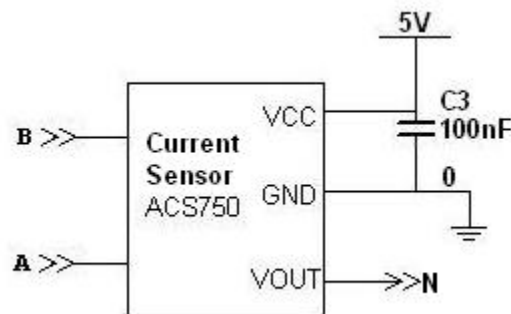 5V
VCC
C3
100nF
B
Current
Sensor
ACS750
GND
0
A
VOUT
N